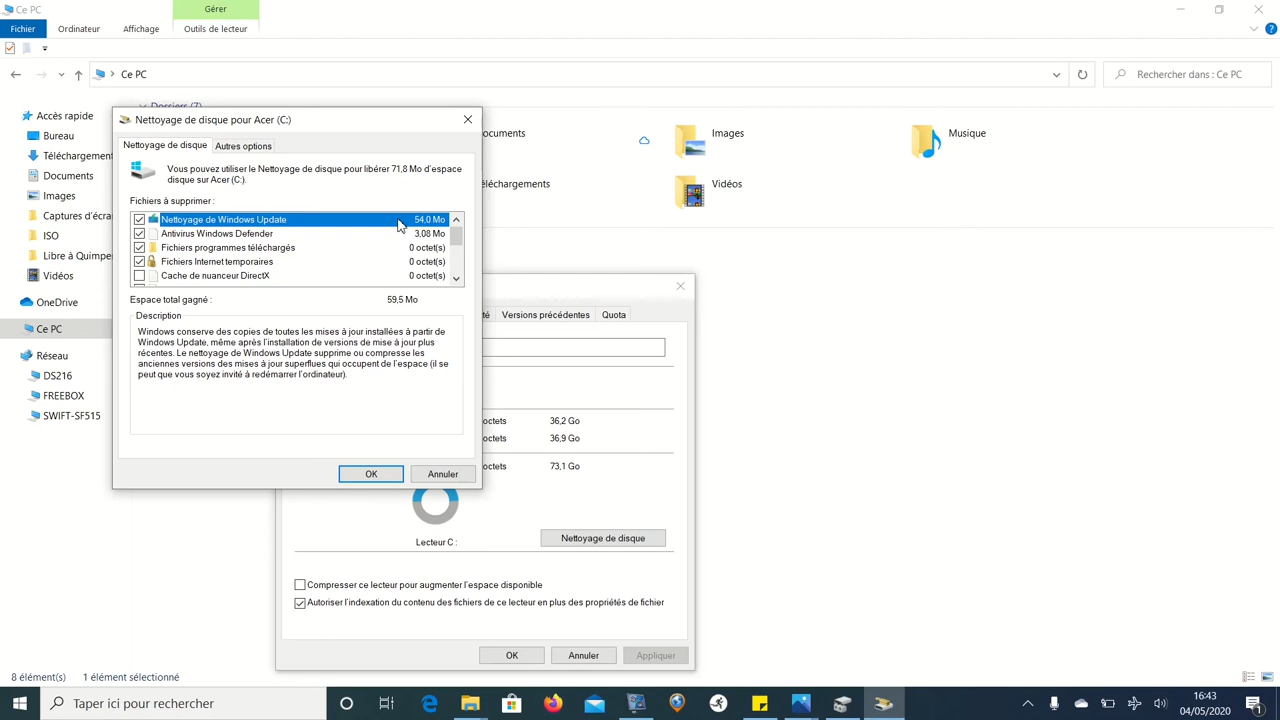 Ce PC
Gérer
Fichier
Ordinateur
Affichage
Outils de lecteur
Ce PC
Rechercher dans : Ce PC
Accès rapide
Bureau
Téléchargement
Documents
Images
Captures d'écra
ISO
Libre à Quimpe
Vidéos
OneDrive
Ce PC
Réseau
DS216
FREEBOX
SWIFT-SF515
Dossiers (7)
ocuments
Images
Musique
éléchargements
Vidéos
Nettoyage de disque pour Acer (C:)
Nettoyage de disque
Autres options
Vous pouvez utiliser le Nettoyage de disque pour libérer 71,8 Mo d'espace
disque sur Acer (C:).
Fichiers à supprimer :
Nettoyage de Windows Update 54,0 Mo
Antivirus Windows Defender 3,08 Mo
Fichiers programmes téléchargés 0 octet(s)
Fichiers Internet temporaires 0 octet(s)
Cache de nuanceur DirectX 0 octet(s)
Espace total gagné : 59,5 Mo
Description
Windows conserve des copies de toutes les mises à jour installées à partir de
Windows Update, même après l'installation de versions de mise à jour plus
récentes. Le nettoyage de Windows Update supprime ou compresse les
anciennes versions des mises à jour superflues qui occupent de l'espace (il se
peut que vous soyez invité à redémarrer l'ordinateur).
OK
Annuler
té
Versions précédentes
Quota
octets 36,2 Go
octets 36,9 Go
octets 73,1 Go
Lecteur C :
Nettoyage de disque
Compresser ce lecteur pour augmenter l'espace disponible
Autoriser l'indexation du contenu des fichiers de ce lecteur en plus des propriétés de fichier
OK
Annuler
Appliquer
8 élément(s)
1 élément sélectionné
Taper ici pour rechercher
16:43
04/05/2020
1